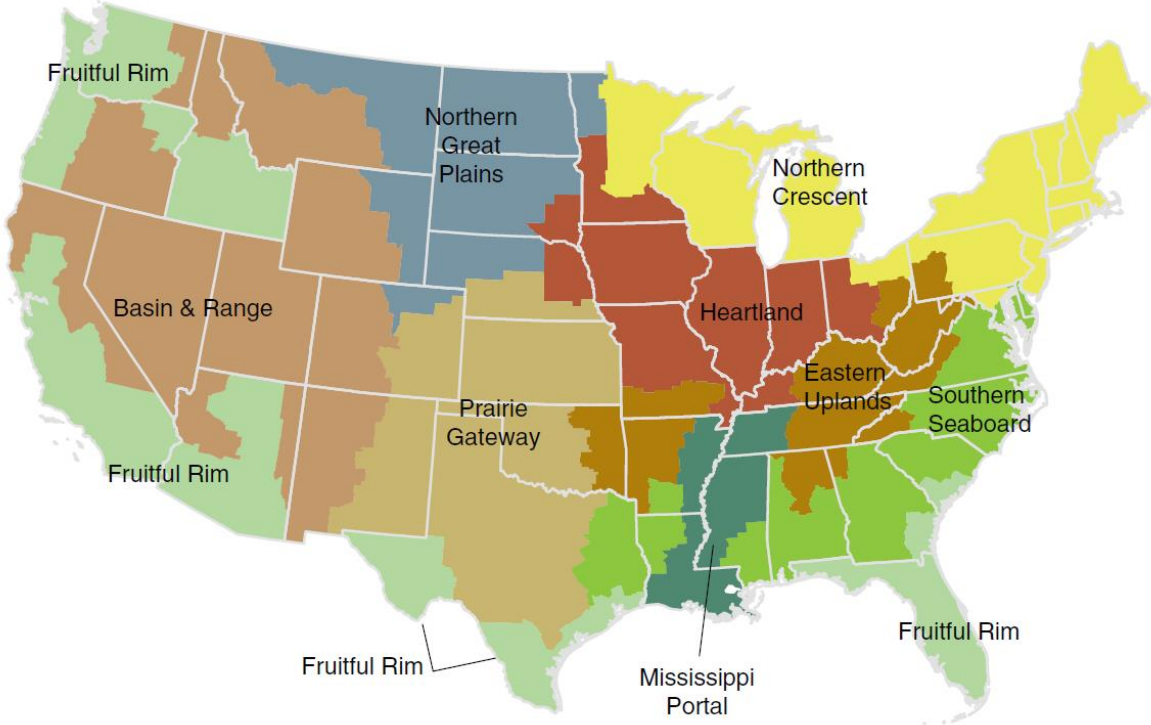 Fruitful Rim
Northern
Great
Plains
Northern
Crescent
Basin & Range
Heartland
Eastern
Uplands
Prairie
Gateway
Southern
Seaboard
Fruitful Rim
Fruitful Rim
Fruitful Rim
Mississippi
Portal